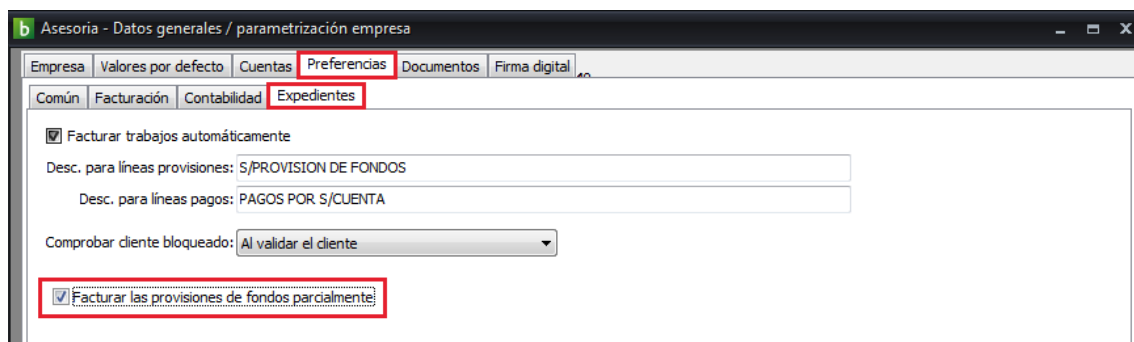 b Asesoria - Datos generales / parametrización empresa
Empresa Valores por defecto Cuentas Preferencias Documentos Firma digital
Común Facturación Contabilidad Expedientes
Facturar trabajos automáticamente
Desc. para líneas provisiones: S/PROVISION DE FONDOS
Desc. para líneas pagos: PAGOS POR S/CUENTA
Comprobar cliente bloqueado: Al validar el cliente
Facturar las provisiones de fondos parcialmente